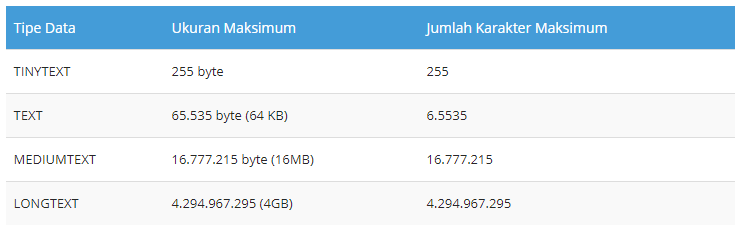 Tipe Data Ukuran Maksimum Jumlah Karakter Maksimum
TINYTEXT 255 byte 255
TEXT 65.535 byte (64 KB) 6.5535
MEDIUMTEXT 16.777.215 byte (16MB) 16.777.215
LONGTEXT 4.294.967.295 (4GB) 4.294.967.295